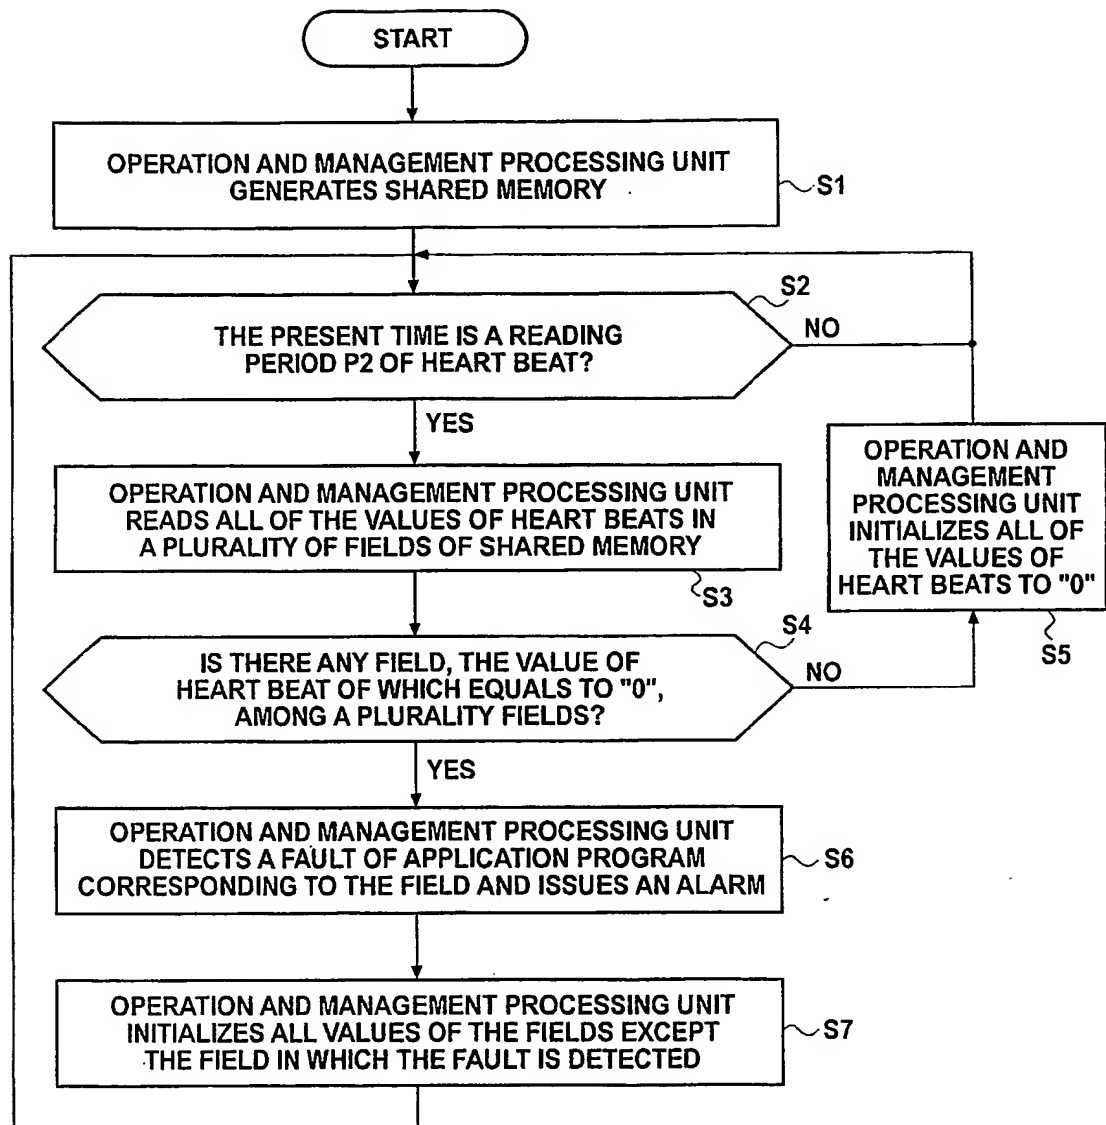 START
OPERATION AND MANAGEMENT PROCESSING UNIT
GENERATES SHARED MEMORY
S1
S2
THE PRESENT TIME IS A READING
PERIOD P2 OF HEART BEAT?
NO
YES
OPERATION AND
MANAGEMENT
PROCESSING UNIT
INITIALIZES ALL OF
THE VALUES OF
HEART BEATS TO "0"
S5
OPERATION AND MANAGEMENT PROCESSING UNIT
READS ALL OF THE VALUES OF HEART BEATS IN
A PLURALITY OF FIELDS OF SHARED MEMORY
S3
S4
IS THERE ANY FIELD, THE VALUE OF
HEART BEAT OF WHICH EQUALS TO "0",
AMONG A PLURALITY FIELDS?
NO
YES
OPERATION AND MANAGEMENT PROCESSING UNIT
DETECTS A FAULT OF APPLICATION PROGRAM
CORRESPONDING TO THE FIELD AND ISSUES AN ALARM
S6
OPERATION AND MANAGEMENT PROCESSING UNIT
INITIALIZES ALL VALUES OF THE FIELDS EXCEPT
THE FIELD IN WHICH THE FAULT IS DETECTED
S7